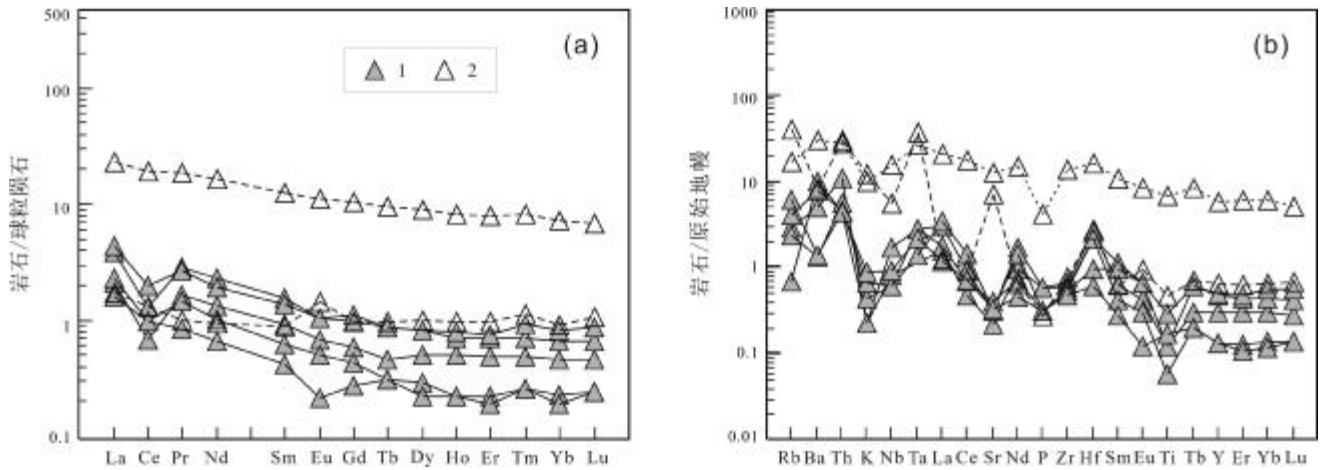 500
100
10
1
0.1
岩石/球粒陨石
(a)
1
2
La Ce Pr Nd Sm Eu Gd Tb Dy Ho Er Tm Yb Lu
1000
100
10
1
0.1
0.01
岩石/原始地幔
(b)
Rb Ba Th K Nb Ta La Ce Sr Nd P Zr Hf Sm Eu Ti Tb Y Er Yb Lu